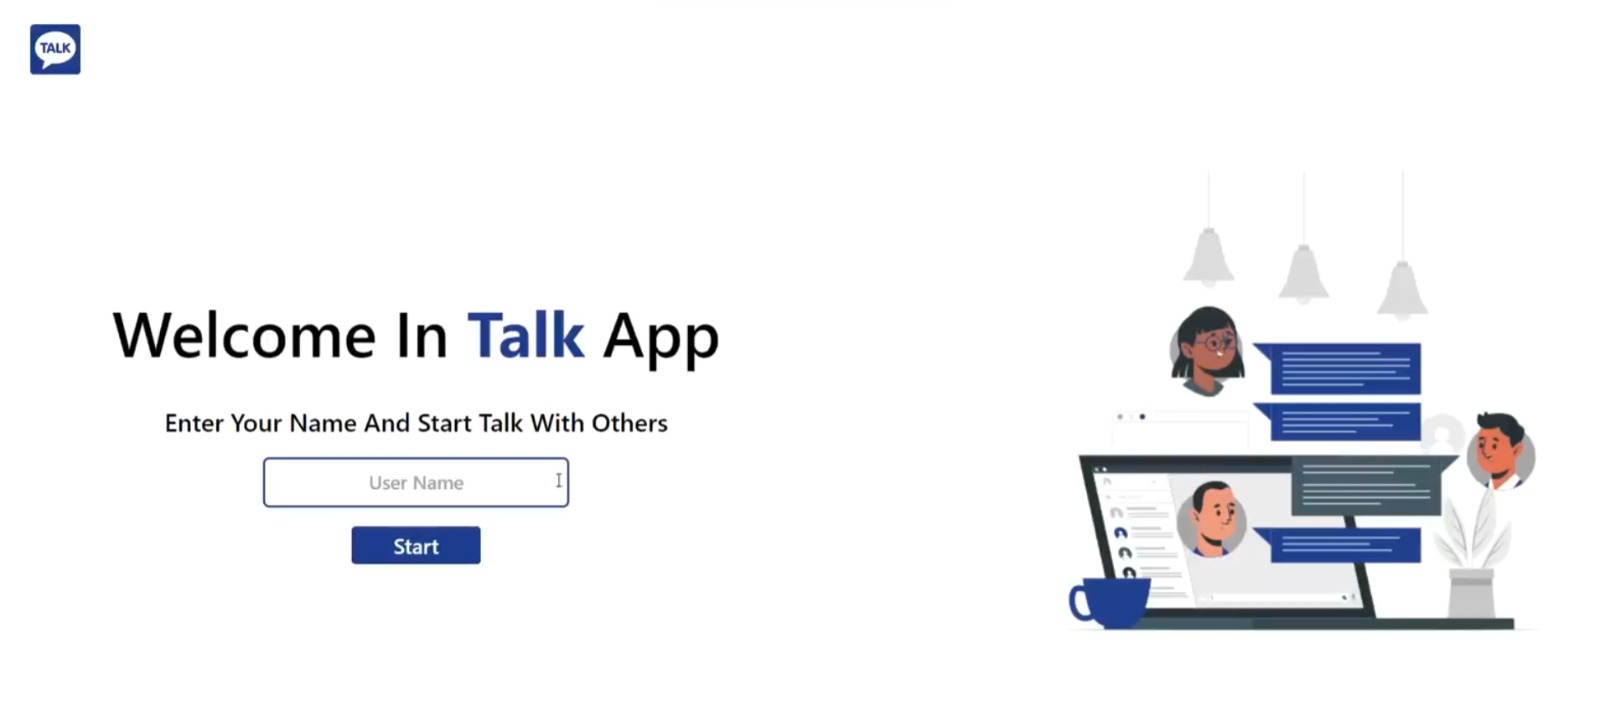 TALK
Welcome In Talk App
Enter Your Name And Start Talk With Others
User Name
Start